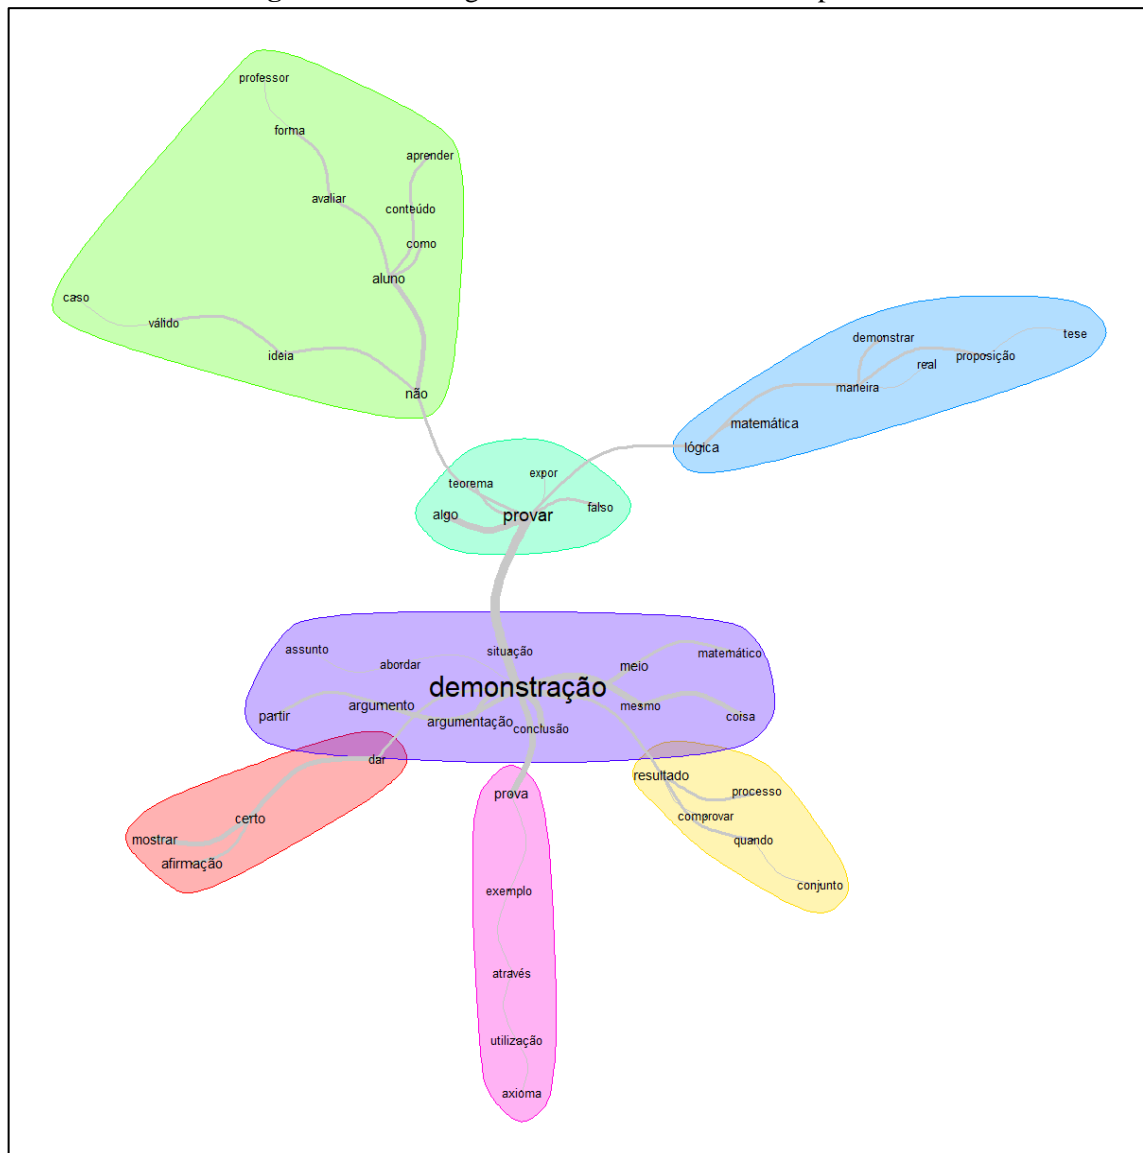 professor
forma
aprender
avaliar
conteúdo
como
aluno
caso
válido
ideia
não
demonstrar
tese
real
proposição
maneira
matemática
lógica
expor
teorema
falso
algo
provar
situação
assunto
abordar
meio
matemático
demonstração
argumento
mesmo
partir
argumentação
conclusão
coisa
dar
resultado
prova
processo
certo
comprovar
mostrar
quando
afirmação
conjunto
exemplo
através
utilização
axioma